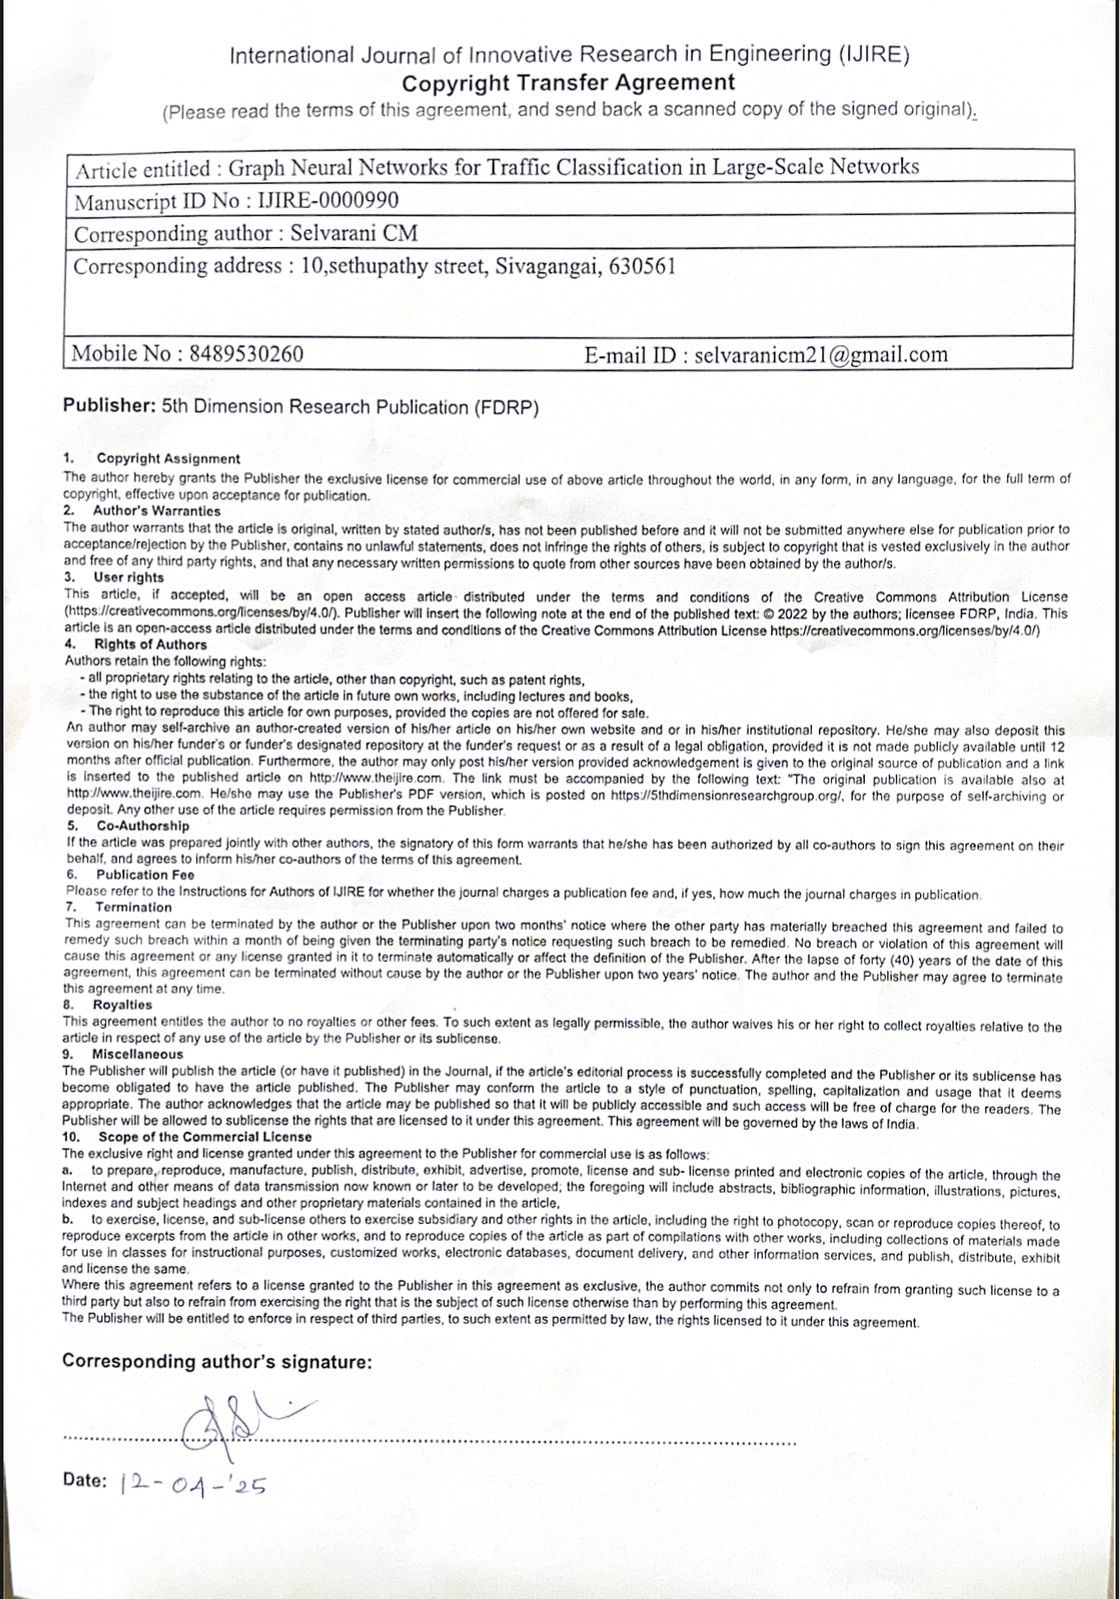 International Journal of Innovative Research in Engineering (IJIRE)
Copyright Transfer Agreement
(Please read the terms of this agreement, and send back a scanned copy of the signed original).
Article entitled : Graph Neural Networks for Traffic Classification in Large-Scale Networks
Manuscript ID No : IJIRE-0000990
Corresponding author : Selvarani CM
Corresponding address : 10,sethupathy street, Sivagangai, 630561
Mobile No : 8489530260 E-mail ID : selvaranicm21@gmail.com
Publisher: 5th Dimension Research Publication (FDRP)
1. Copyright Assignment
The author hereby grants the Publisher the exclusive license for commercial use of above article throughout the world, in any form, in any language, for the full term of
copyright, effective upon acceptance for publication.
2. Author's Warranties
The author warrants that the article is original, written by stated author/s, has not been published before and it will not be submitted anywhere else for publication prior to
acceptance/rejection by the Publisher, contains no unlawful statements, does not infringe the rights of others, is subject to copyright that is vested exclusively in the author
and free of any third party rights, and that any necessary written permissions to quote from other sources have been obtained by the author/s.
3. User rights
This article, if accepted, will be an open access article distributed under the terms and conditions of the Creative Commons Attribution License
(https://creativecommons.org/licenses/by/4.0/). Publisher will insert the following note at the end of the published text: © 2022 by the authors; licensee FDRP, India. This
article is an open-access article distributed under the terms and conditions of the Creative Commons Attribution License https://creativecommons.org/licenses/by/4.0/)
4. Rights of Authors
Authors retain the following rights:
- all proprietary rights relating to the article, other than copyright, such as patent rights,
- the right to use the substance of the article in future own works, including lectures and books,
- The right to reproduce this article for own purposes, provided the copies are not offered for sale.
An author may self-archive an author-created version of his/her article on his/her own website and or in his/her institutional repository. He/she may also deposit this
version on his/her funder's or funder's designated repository at the funder's request or as a result of a legal obligation, provided it is not made publicly available until 12
months after official publication. Furthermore, the author may only post his/her version provided acknowledgement is given to the original source of publication and a link
is inserted to the published article on http://www.theijire.com. The link must be accompanied by the following text: "The original publication is available also at
http://www.theijire.com. He/she may use the Publisher's PDF version, which is posted on https://5thdimensionresearchgroup.org/, for the purpose of self-archiving or
deposit. Any other use of the article requires permission from the Publisher.
5. Co-Authorship
If the article was prepared jointly with other authors, the signatory of this form warrants that he/she has been authorized by all co-authors to sign this agreement on their
behalf, and agrees to inform his/her co-authors of the terms of this agreement.
6. Publication Fee
Please refer to the Instructions for Authors of IJIRE for whether the journal charges a publication fee and, if yes, how much the journal charges in publication.
7. Termination
This agreement can be terminated by the author or the Publisher upon two months' notice where the other party has materially breached this agreement and failed to
remedy such breach within a month of being given the terminating party's notice requesting such breach to be remedied. No breach or violation of this agreement will
cause this agreement or any license granted in it to terminate automatically or affect the definition of the Publisher. After the lapse of forty (40) years of the date of this
agreement, this agreement can be terminated without cause by the author or the Publisher upon two years' notice. The author and the Publisher may agree to terminate
this agreement at any time.
8. Royalties
This agreement entitles the author to no royalties or other fees. To such extent as legally permissible, the author waives his or her right to collect royalties relative to the
article in respect of any use of the article by the Publisher or its sublicense.
9. Miscellaneous
The Publisher will publish the article (or have it published) in the Journal, if the article's editorial process is successfully completed and the Publisher or its sublicense has
become obligated to have the article published. The Publisher may conform the article to a style of punctuation, spelling, capitalization and usage that it deems
appropriate. The author acknowledges that the article may be published so that it will be publicly accessible and such access will be free of charge for the readers. The
Publisher will be allowed to sublicense the rights that are licensed to it under this agreement. This agreement will be governed by the laws of India.
10. Scope of the Commercial License
The exclusive right and license granted under this agreement to the Publisher for commercial use is as follows:
a. to prepare, reproduce, manufacture, publish, distribute, exhibit, advertise, promote, license and sub- license printed and electronic copies of the article, through the
Internet and other means of data transmission now known or later to be developed; the foregoing will include abstracts, bibliographic information, illustrations, pictures,
indexes and subject headings and other proprietary materials contained in the article,
b. to exercise, license, and sub-license others to exercise subsidiary and other rights in the article, including the right to photocopy, scan or reproduce copies thereof, to
reproduce excerpts from the article in other works, and to reproduce copies of the article as part of compilations with other works, including collections of materials made
for use in classes for instructional purposes, customized works, electronic databases, document delivery, and other information services, and publish, distribute, exhibit
and license the same.
Where this agreement refers to a license granted to the Publisher in this agreement as exclusive, the author commits not only to refrain from granting such license to a
third party but also to refrain from exercising the right that is the subject of such license otherwise than by performing this agreement.
The Publisher will be entitled to enforce in respect of third parties, to such extent as permitted by law, the rights licensed to it under this agreement.
Corresponding author's signature:
Date: 12-04-'25